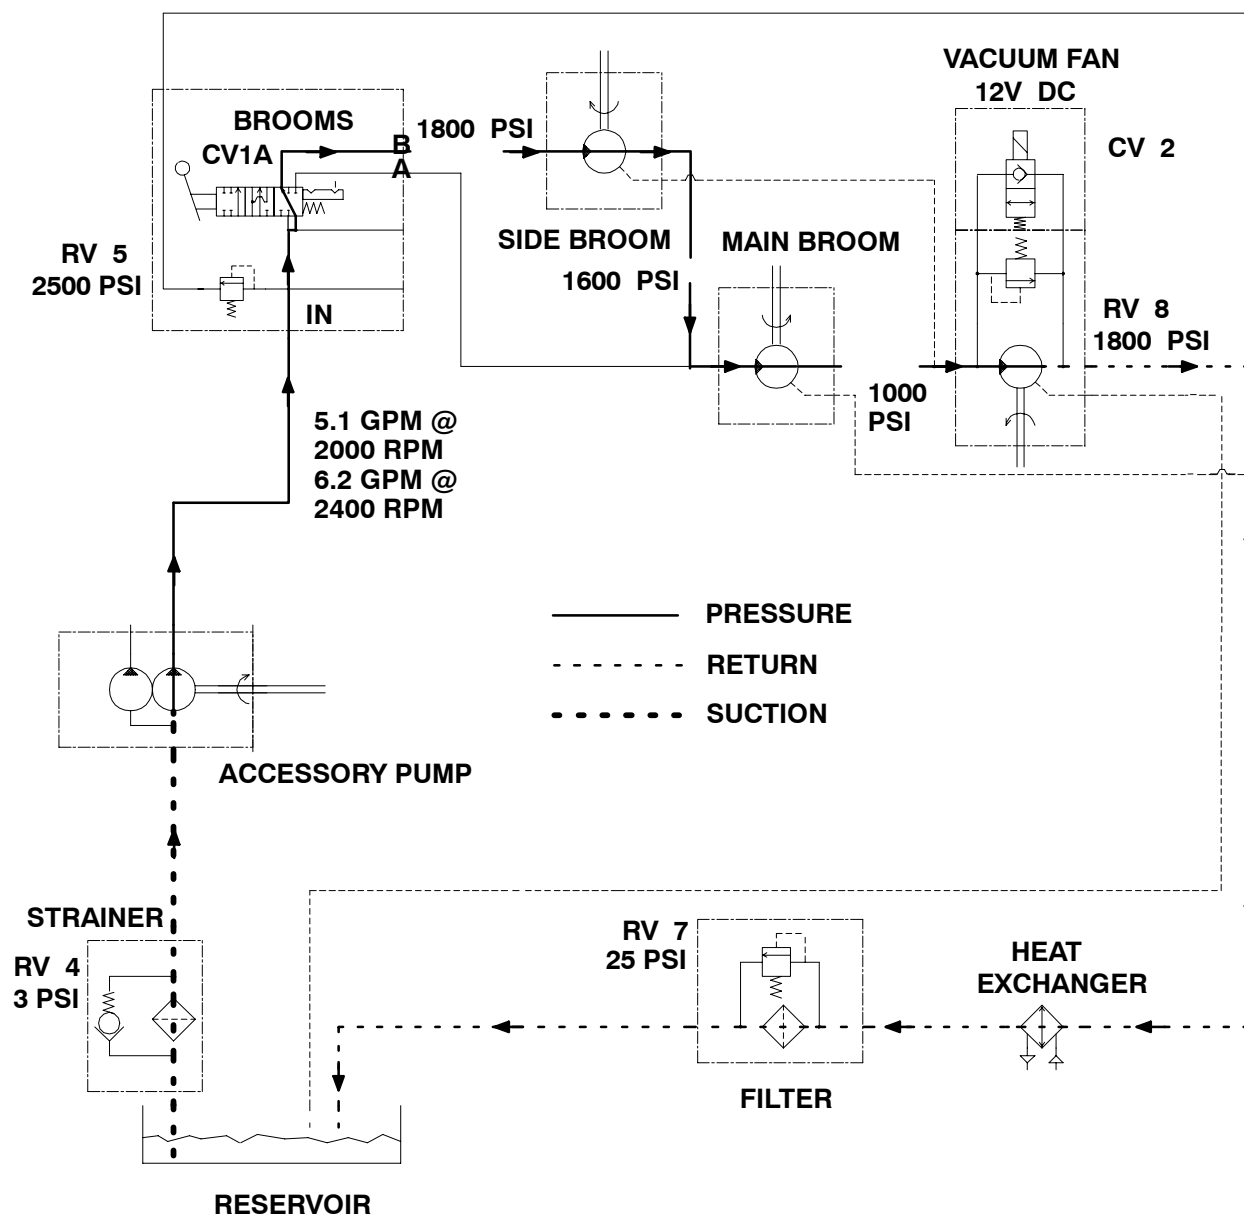 VACUUM FAN
12V DC
BROOMS
CV1A
B
A
1800 PSI
CV 2
RV 5
2500 PSI
SIDE BROOM
1600 PSI
MAIN BROOM
IN
RV 8
1800 PSI
1000
PSI
5.1 GPM @
2000 RPM
6.2 GPM @
2400 RPM
PRESSURE
RETURN
SUCTION
ACCESSORY PUMP
STRAINER
RV 4
3 PSI
RV 7
25 PSI
HEAT
EXCHANGER
FILTER
RESERVOIR